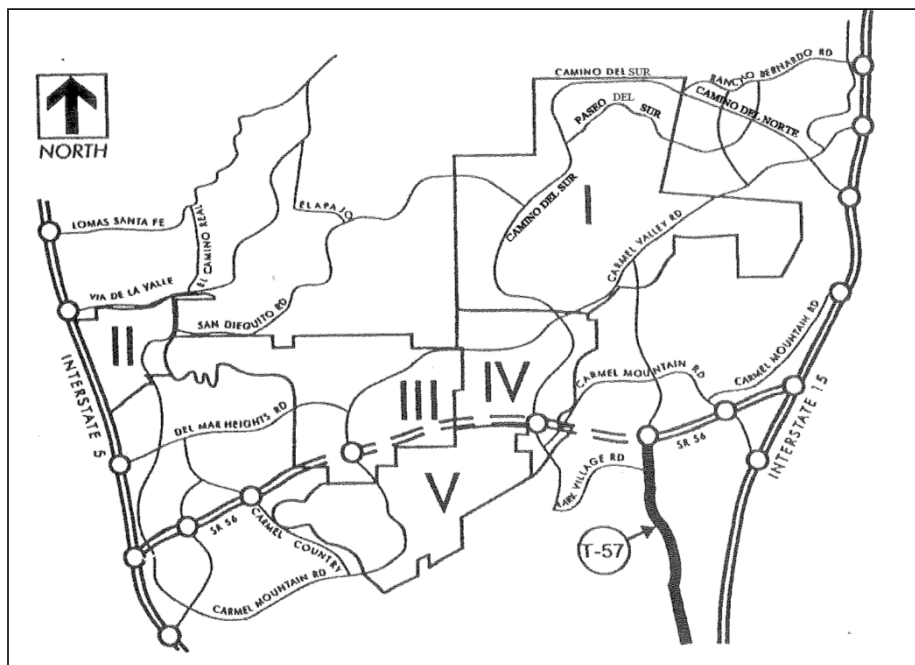 NORTH
CAMINO DEL SUR
RANCHO BERNARDO RD
PASEO DEL SUR
CAMINO DEL NORTE
LOMAS SANTA FE
EL CAMINO REAL
EL APAJO
CAMINO DEL SUR
I
CARMEL VALLEY RD
VIA DE LA VALLE
SAN DIEGUITO RD
II
INTERSTATE 5
III
IV
CARMEL MOUNTAIN RD
CARMEL MOUNTAIN RD
DEL MAR HEIGHTS RD
SR 56
INTERSTATE 15
V
PARK VILLAGE RD
SR 56
CARMEL COUNTRY
T-57
CARMEL MOUNTAIN RD